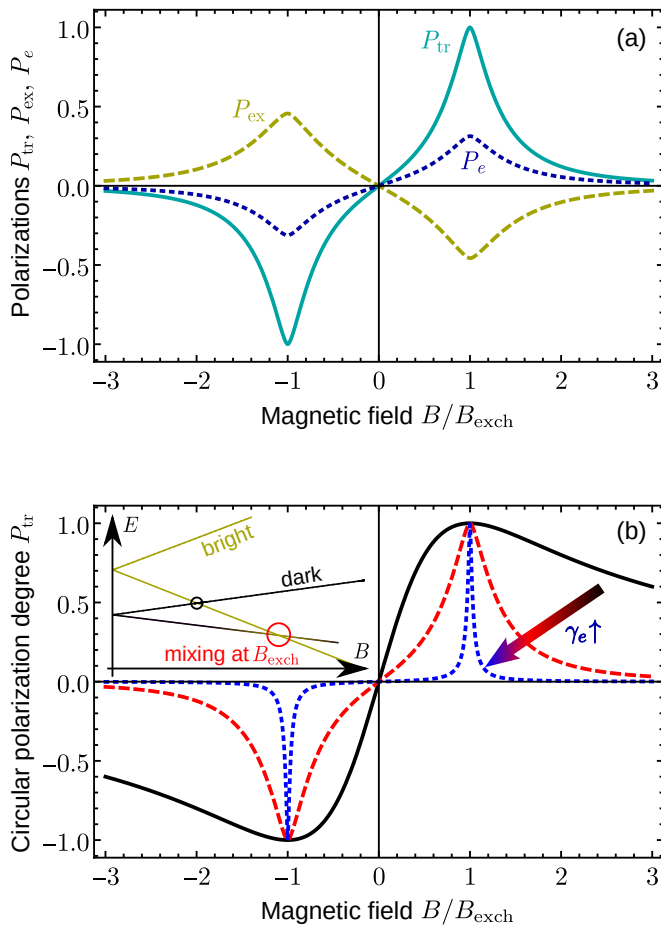 (a)
Polarizations P_tr, P_ex, P_e
1.0
0.5
0.0
−0.5
−1.0
P_tr
P_ex
P_e
−3 −2 −1 0 1 2 3
Magnetic field B/B_exch
(b)
Circular polarization degree P_tr
1.0
0.5
0.0
−0.5
−1.0
E
bright
dark
B
mixing at B_exch
γ_e↑
−3 −2 −1 0 1 2 3
Magnetic field B/B_exch